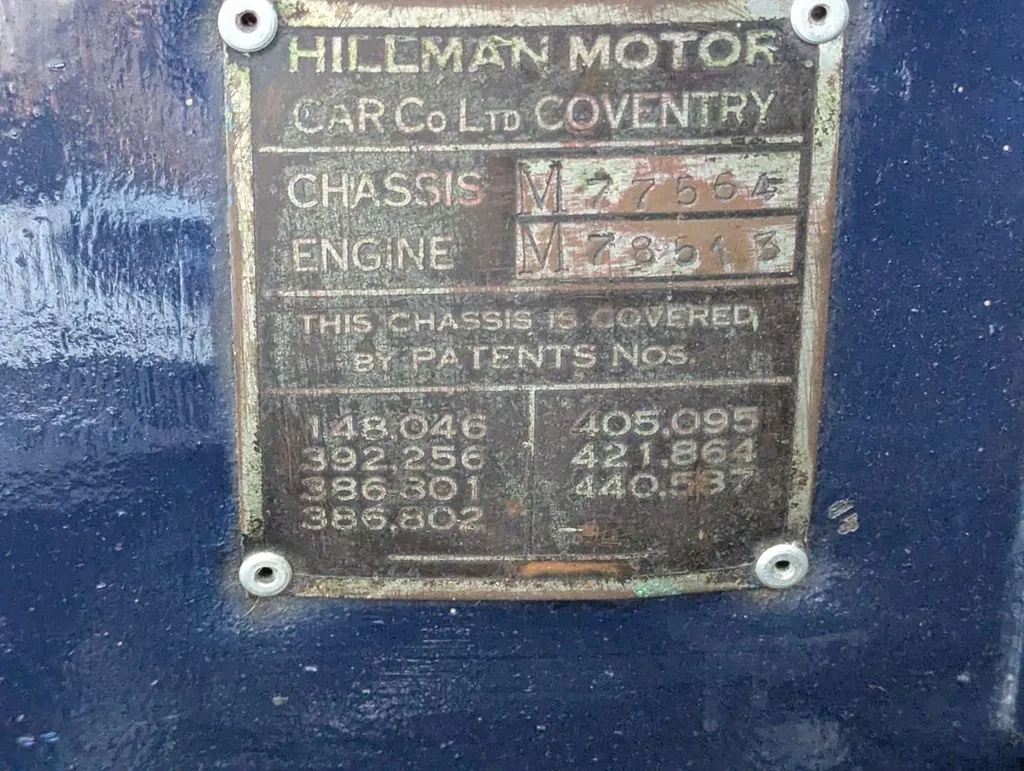 HILLMAN MOTOR
CAR Co LTD COVENTRY
CHASSIS M 77564
ENGINE M 78513
THIS CHASSIS IS COVERED
BY PATENTS NOS.
148,046 405,095
392,256 421,864
386,801 440,587
386,802